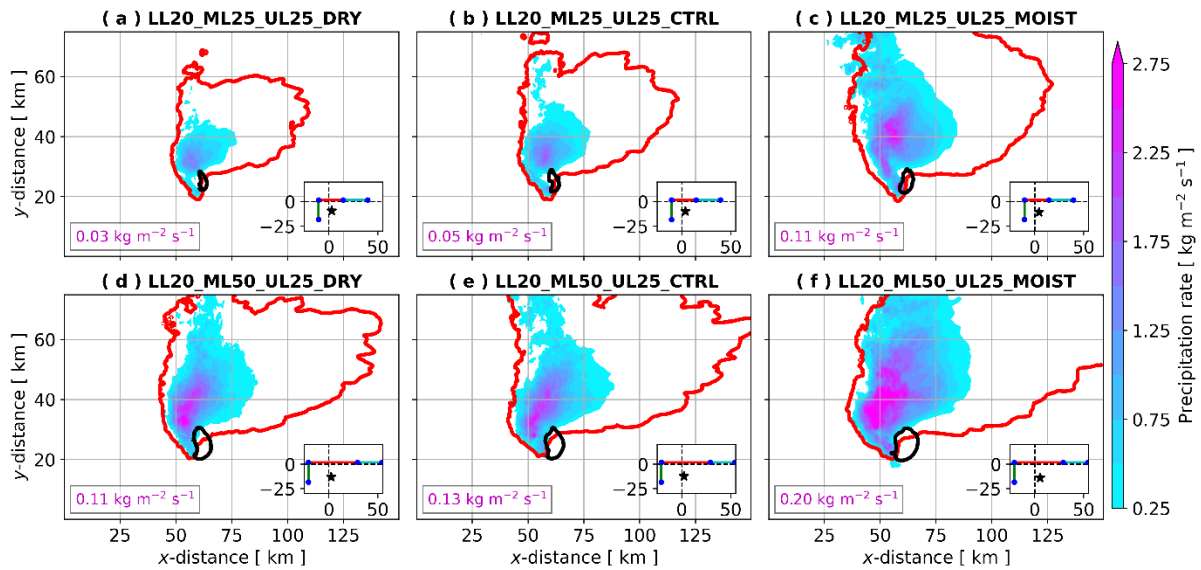 ( a ) LL20_ML25_UL25_DRY
( b ) LL20_ML25_UL25_CTRL
( c ) LL20_ML25_UL25_MOIST
y-distance [ km ]
60
40
20
0
−25
0
50
0.03 kg m⁻² s⁻¹
0
−25
0
50
0.05 kg m⁻² s⁻¹
0
−25
0
50
0.11 kg m⁻² s⁻¹
( d ) LL20_ML50_UL25_DRY
( e ) LL20_ML50_UL25_CTRL
( f ) LL20_ML50_UL25_MOIST
y-distance [ km ]
60
40
20
0
−25
0
50
0.11 kg m⁻² s⁻¹
0
−25
0
50
0.13 kg m⁻² s⁻¹
0
−25
0
50
0.20 kg m⁻² s⁻¹
25 50 75 100 125
25 50 75 100 125
25 50 75 100 125
x-distance [ km ]
x-distance [ km ]
x-distance [ km ]
2.75
2.25
1.75
1.25
0.75
0.25
Precipitation rate [ kg m⁻² s⁻¹ ]